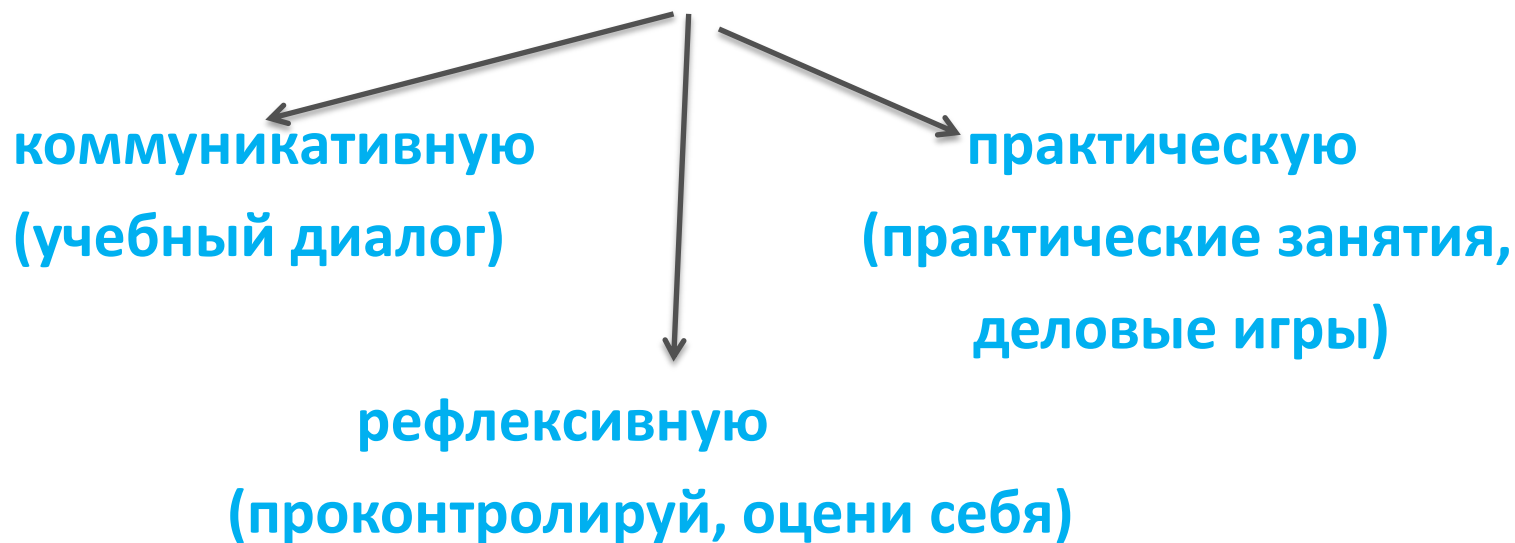 коммуникативную
практическую
(учебный диалог)
(практические занятия,
деловые игры)
рефлексивную
(проконтролируй, оцени себя)